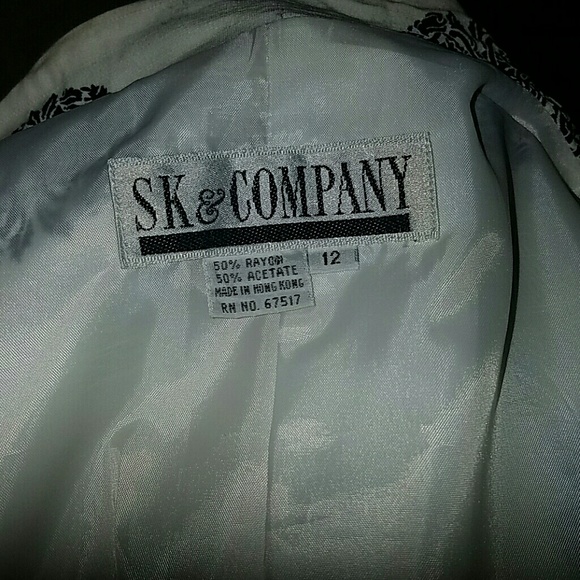 SK & COMPANY
50% RAYON
50% ACETATE
MADE IN HONG KONG
RN NO. 67517
12